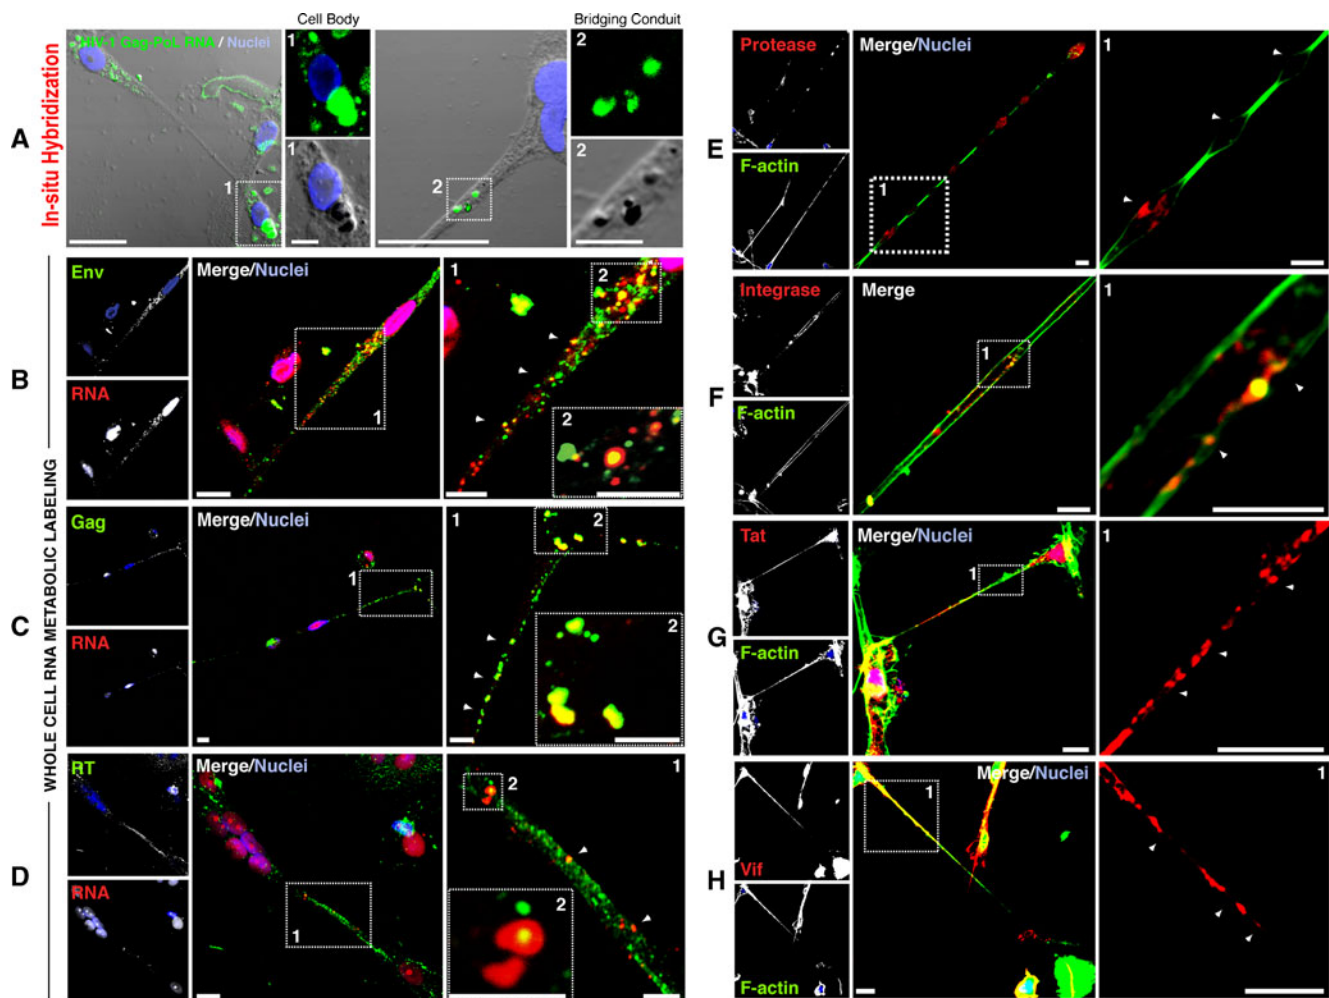 Cell Body
Bridging Conduit
In-situ Hybridization
A
HIV-1 Gag-PoL RNA / Nuclei
1
1
1
2
2
2
WHOLE CELL RNA METABOLIC LABELING
B
Env
RNA
Merge/Nuclei
1
1
2
2
C
Gag
RNA
Merge/Nuclei
1
1
2
2
D
RT
RNA
Merge/Nuclei
1
1
2
2
E
Protease
F-actin
Merge/Nuclei
1
1
F
Integrase
F-actin
Merge
1
1
G
Tat
F-actin
Merge/Nuclei
1
1
H
Vif
F-actin
Merge/Nuclei
1
1